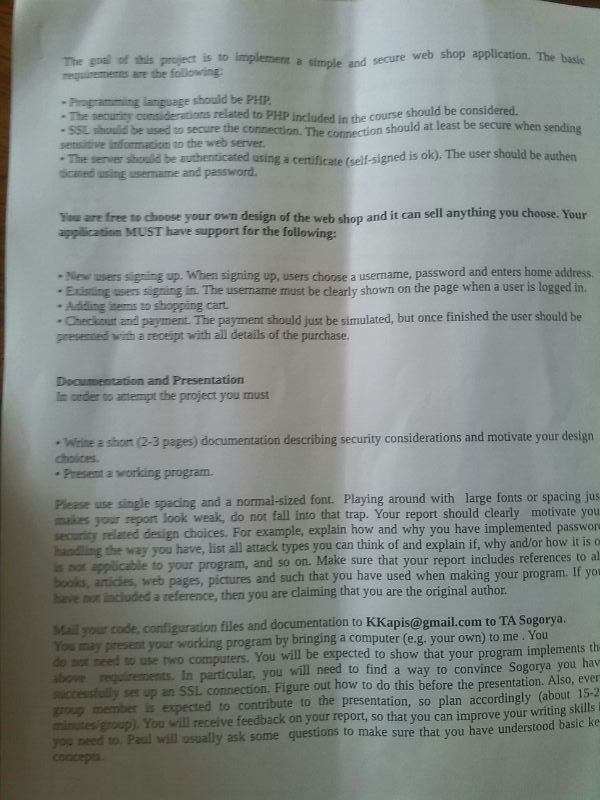 The goal of this project is to implement a simple and secure web shop application. The basic
requirements are the following:
• Programming language should be PHP.
• The security considerations related to PHP included in the course should be considered.
• SSL should be used to secure the connection. The connection should at least be secure when sending
sensitive information to the web server.
• The server should be authenticated using a certificate (self-signed is ok). The user should be authen
ticated using username and password.
You are free to choose your own design of the web shop and it can sell anything you choose. Your
application MUST have support for the following:
• New users signing up. When signing up, users choose a username, password and enters home address.
• Existing users signing in. The username must be clearly shown on the page when a user is logged in.
• Adding items to shopping cart.
• Checkout and payment. The payment should just be simulated, but once finished the user should be
presented with a receipt with all details of the purchase.
Documentation and Presentation
In order to attempt the project you must
• Write a short (2-3 pages) documentation describing security considerations and motivate your design
choices.
• Present a working program.
Please use single spacing and a normal-sized font. Playing around with large fonts or spacing jus
makes your report look weak, do not fall into that trap. Your report should clearly motivate you
security related design choices. For example, explain how and why you have implemented passwor
handling the way you have, list all attack types you can think of and explain if, why and/or how it is o
is not applicable to your program, and so on. Make sure that your report includes references to al
books, articles, web pages, pictures and such that you have used when making your program. If you
have not included a reference, then you are claiming that you are the original author.
Mail your code, configuration files and documentation to KKapis@gmail.com to TA Sogorya.
You may present your working program by bringing a computer (e.g. your own) to me . You
do not need to use two computers. You will be expected to show that your program implements th
above requirements. In particular, you will need to find a way to convince Sogorya you hav
successfully set up an SSL connection. Figure out how to do this before the presentation. Also, ever
group member is expected to contribute to the presentation, so plan accordingly (about 15-2
minutes/group). You will receive feedback on your report, so that you can improve your writing skills i
you need to. Paul will usually ask some questions to make sure that you have understood basic ke
concepts.